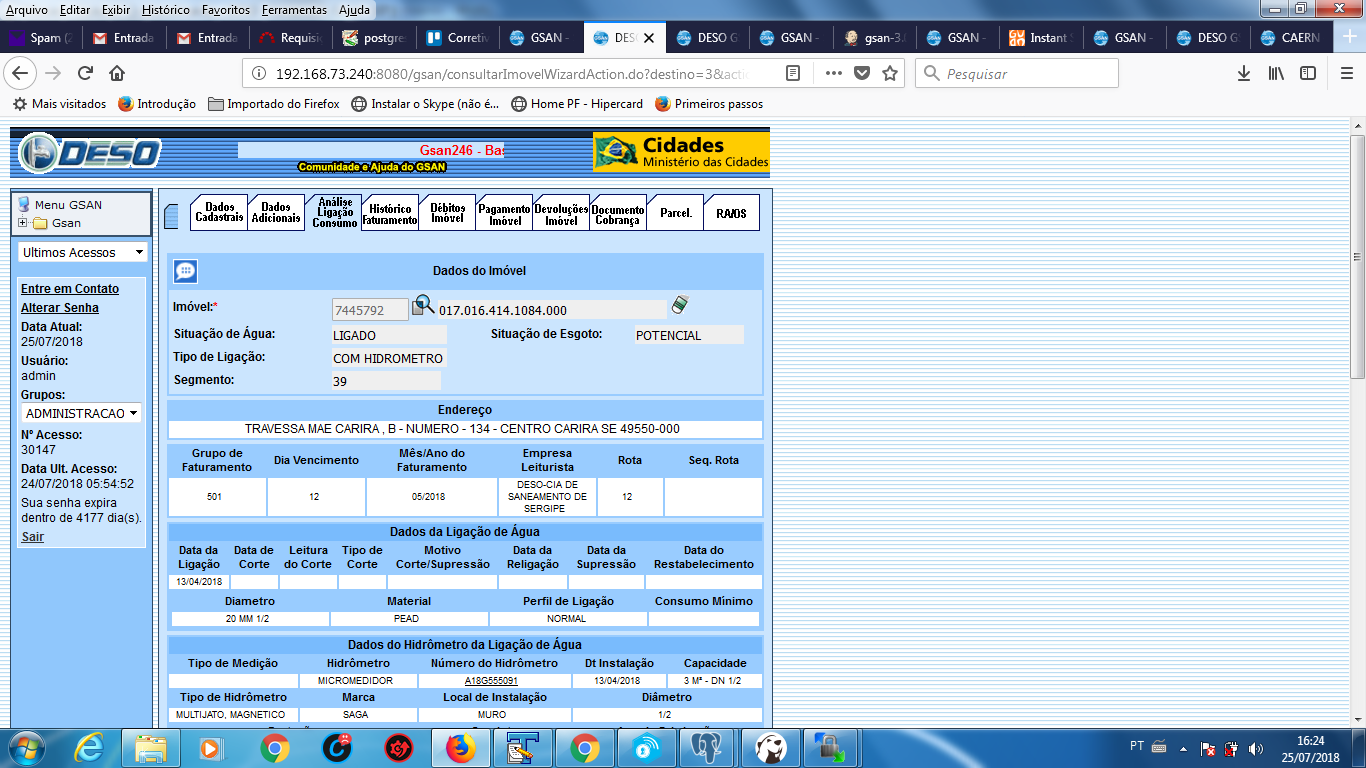 Arquivo Editar Exibir Histórico Favoritos Ferramentas Ajuda
Spam (2 Entrada Entrada Requisi postgre Corretiv GSAN - DESO DESO G GSAN - gsan-3. GSAN - Instant S GSAN - DESO GS CAERN
192.168.73.240:8080/gsan/consultarImovelWizardAction.do?destino=3&acti
Pesquisar
Mais visitados Introdução Importado do Firefox Instalar o Skype (não é... Home PF - Hipercard Primeiros passos
DESO
Gsan246 - Bas
Comunidade e Ajuda do GSAN
Cidades
Ministério das Cidades
Menu GSAN
Gsan
Ultimos Acessos
Entre em Contato
Alterar Senha
Data Atual:
25/07/2018
Usuário:
admin
Grupos:
ADMINISTRACAO
Nº Acesso:
30147
Data Ult. Acesso:
24/07/2018 05:54:52
Sua senha expira
dentro de 4177 dia(s).
Sair
Dados Cadastrais Dados Adicionais Análise Ligação Consumo Histórico Faturamento Débitos Imóvel Pagamento Imóvel Devoluções Imóvel Documento Cobrança Parcel. RA/OS
Dados do Imóvel
Imóvel:* 7445792 017.016.414.1084.000
Situação de Água: LIGADO Situação de Esgoto: POTENCIAL
Tipo de Ligação: COM HIDROMETRO
Segmento: 39
Endereço
TRAVESSA MAE CARIRA , B - NUMERO - 134 - CENTRO CARIRA SE 49550-000
Grupo de Faturamento Dia Vencimento Mês/Ano do Faturamento Empresa Leiturista Rota Seq. Rota
501 12 05/2018 DESO-CIA DE SANEAMENTO DE SERGIPE 12
Dados da Ligação de Água
Data da Ligação Data de Corte Leitura do Corte Tipo de Corte Motivo Corte/Supressão Data da Religação Data da Supressão Data do Restabelecimento
13/04/2018
Diametro Material Perfil de Ligação Consumo Mínimo
20 MM 1/2 PEAD NORMAL
Dados do Hidrômetro da Ligação de Água
Tipo de Medição Hidrômetro Número do Hidrômetro Dt Instalação Capacidade
MICROMEDIDOR A18G555091 13/04/2018 3 Mª - DN 1/2
Tipo de Hidrômetro Marca Local de Instalação Diâmetro
MULTIJATO, MAGNETICO SAGA MURO 1/2
PT
16:24
25/07/2018